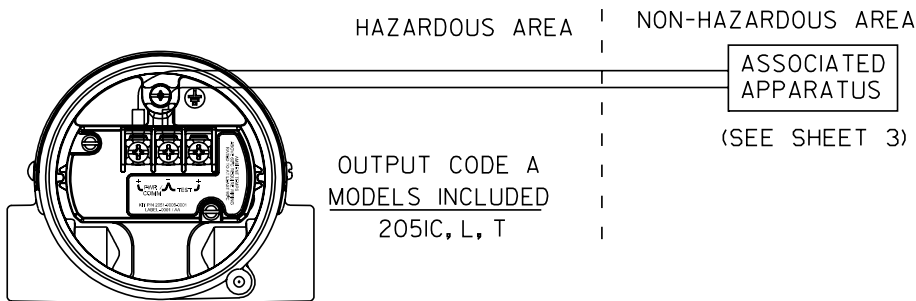 HAZARDOUS AREA
NON-HAZARDOUS AREA
ASSOCIATED
APPARATUS
(SEE SHEET 3)
OUTPUT CODE A
MODELS INCLUDED
2051C, L, T
+ - +
PWR TEST
COMM